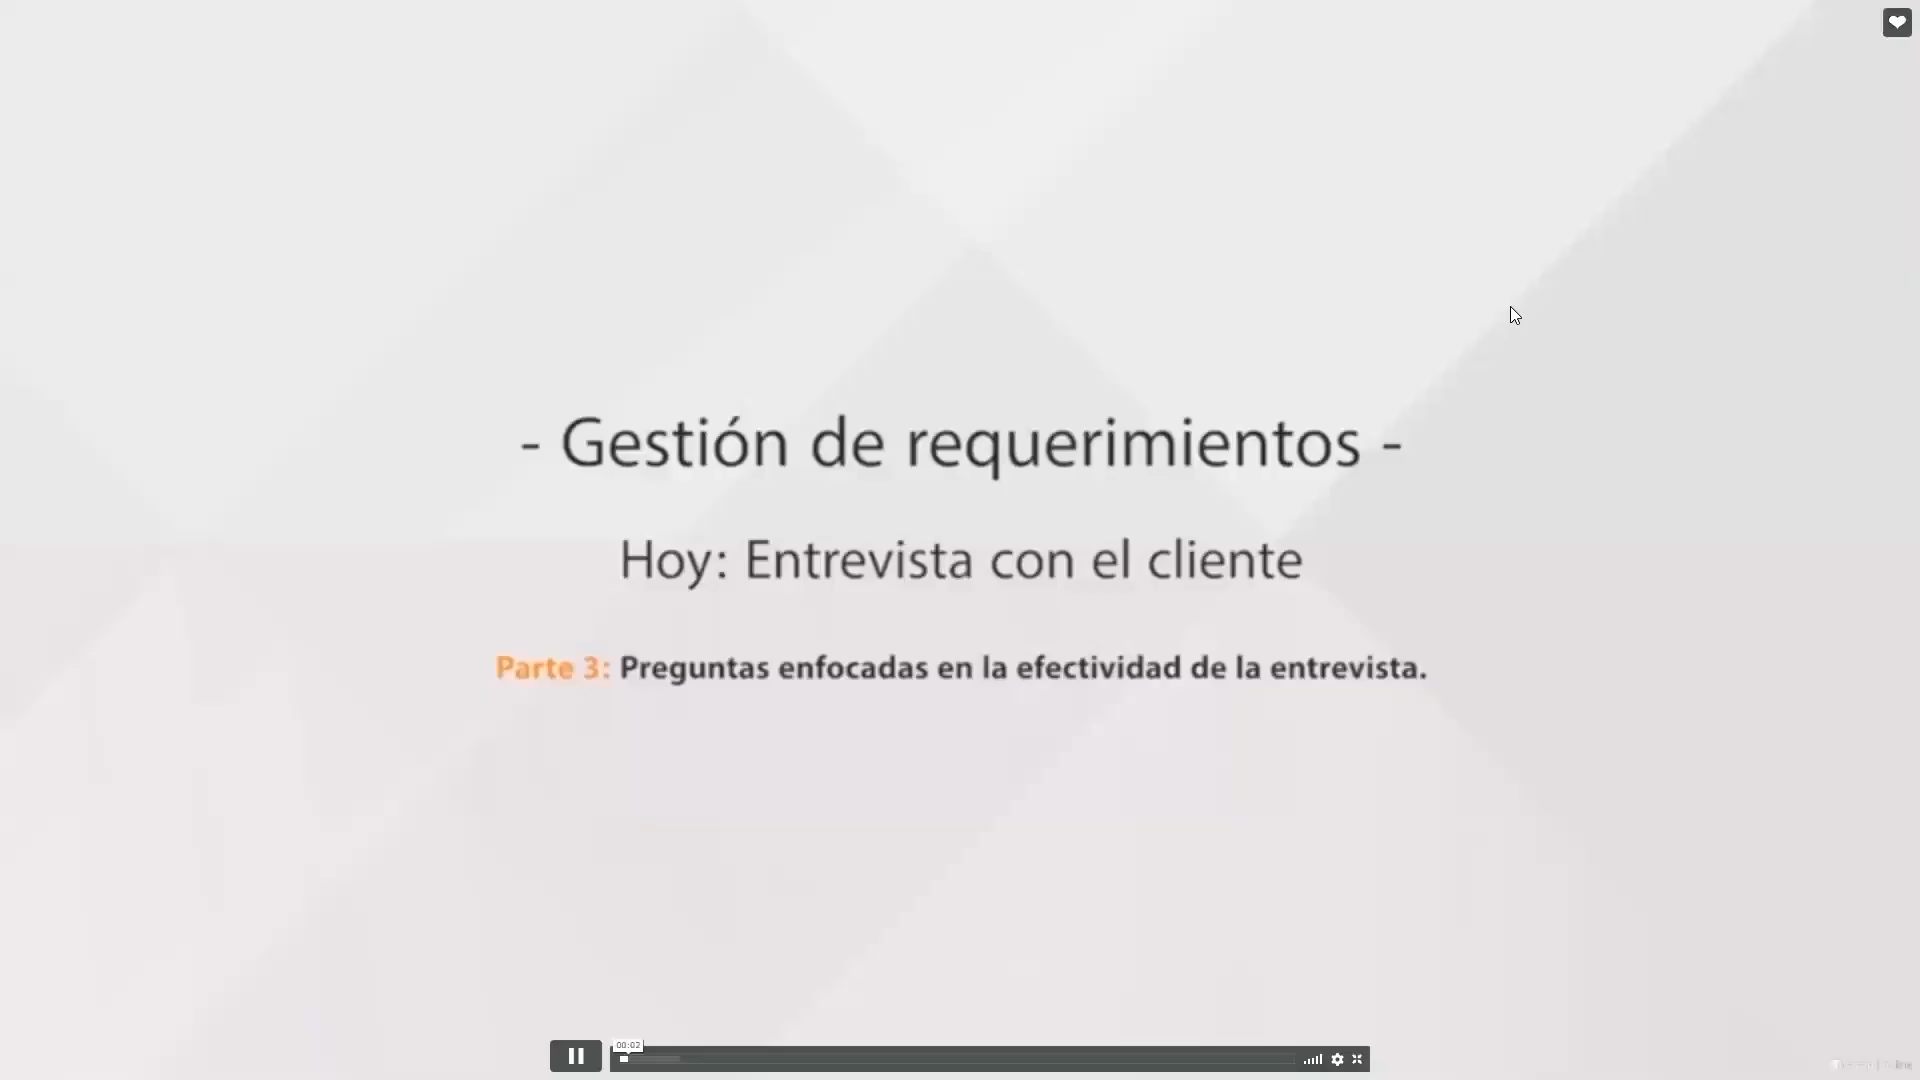 - Gestión de requerimientos -
Hoy: Entrevista con el cliente
Parte 3: Preguntas enfocadas en la efectividad de la entrevista.
00:02